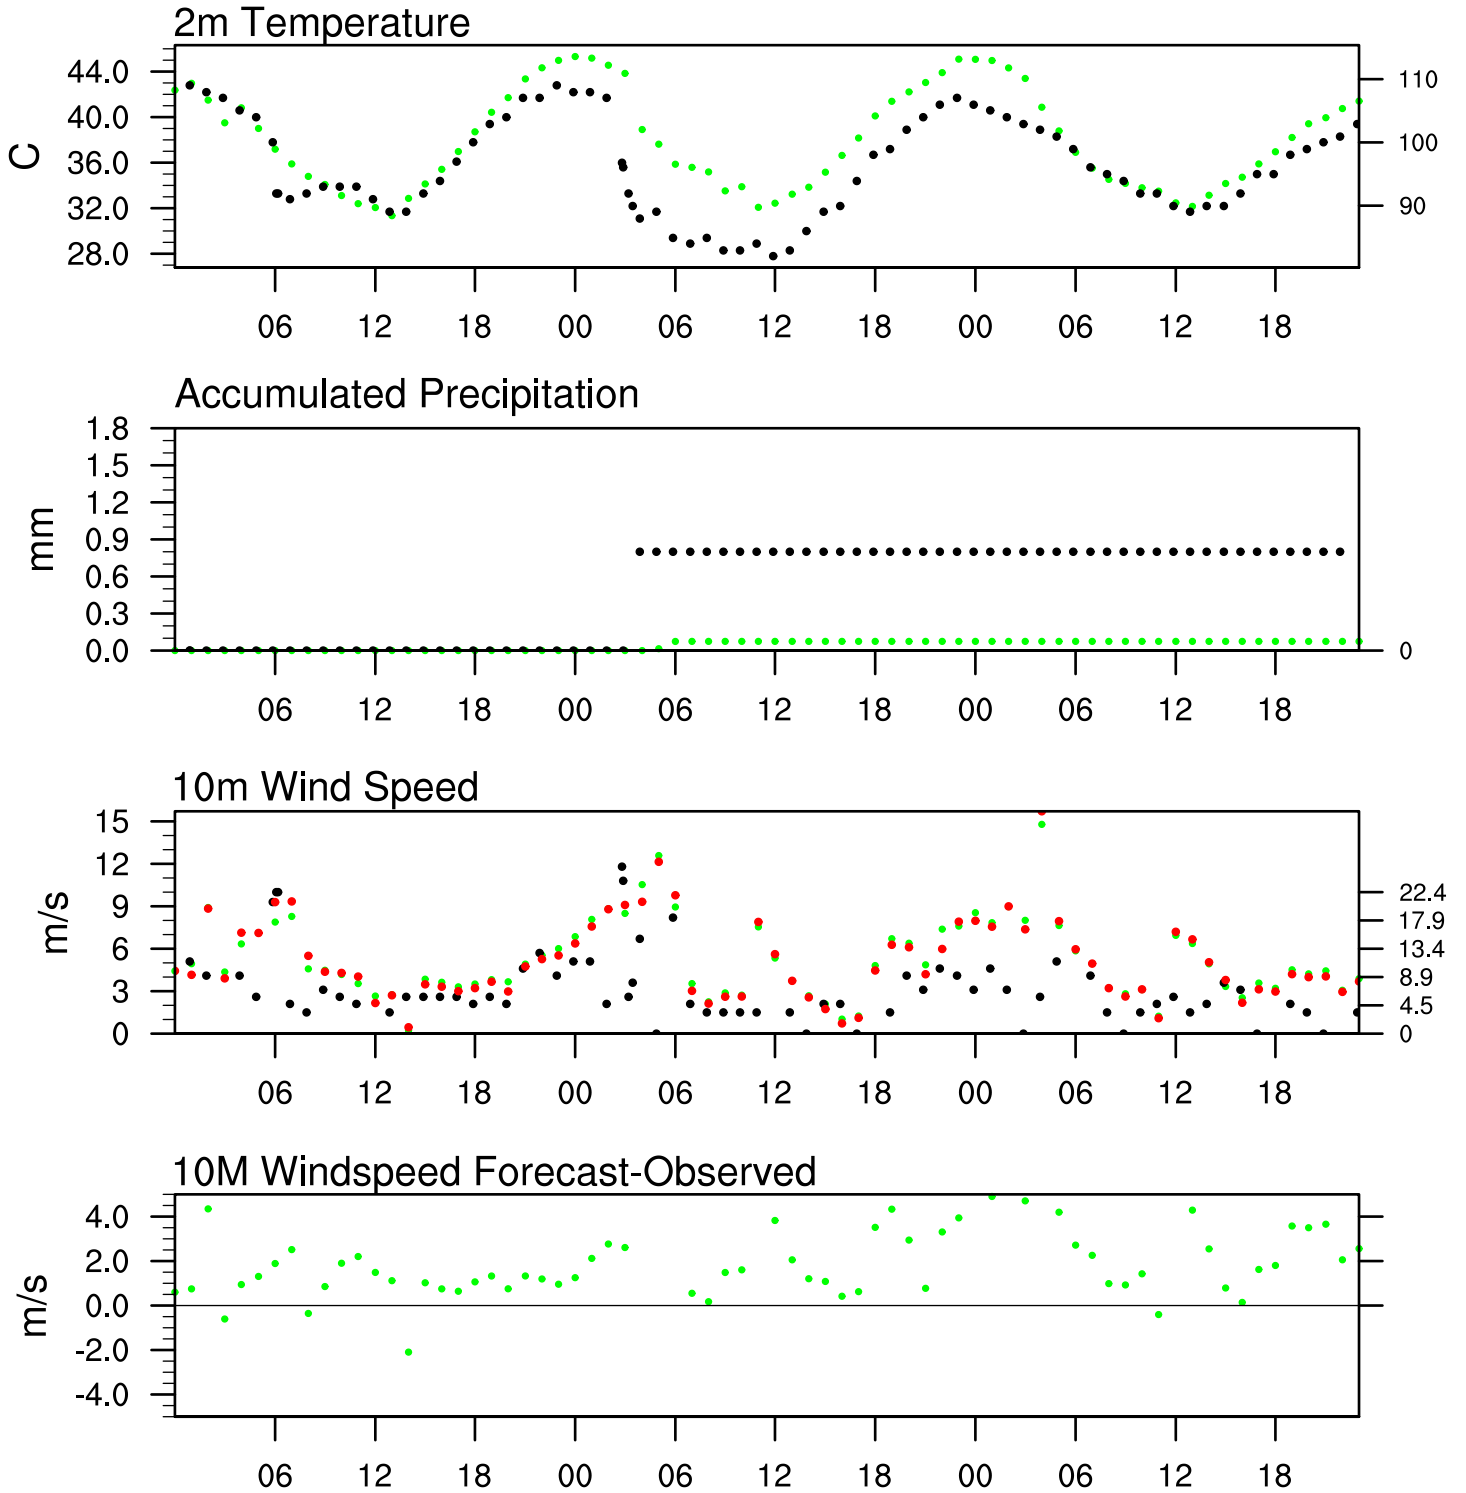 2m Temperature
44.0
40.0
36.0
32.0
28.0
C
110
100
90
06 12 18 00 06 12 18 00 06 12 18
Accumulated Precipitation
1.8
1.5
1.2
0.9
0.6
0.3
0.0
mm
0
06 12 18 00 06 12 18 00 06 12 18
10m Wind Speed
15
12
9
6
3
0
m/s
22.4
17.9
13.4
8.9
4.5
0
06 12 18 00 06 12 18 00 06 12 18
10M Windspeed Forecast-Observed
4.0
2.0
0.0
-2.0
-4.0
m/s
06 12 18 00 06 12 18 00 06 12 18